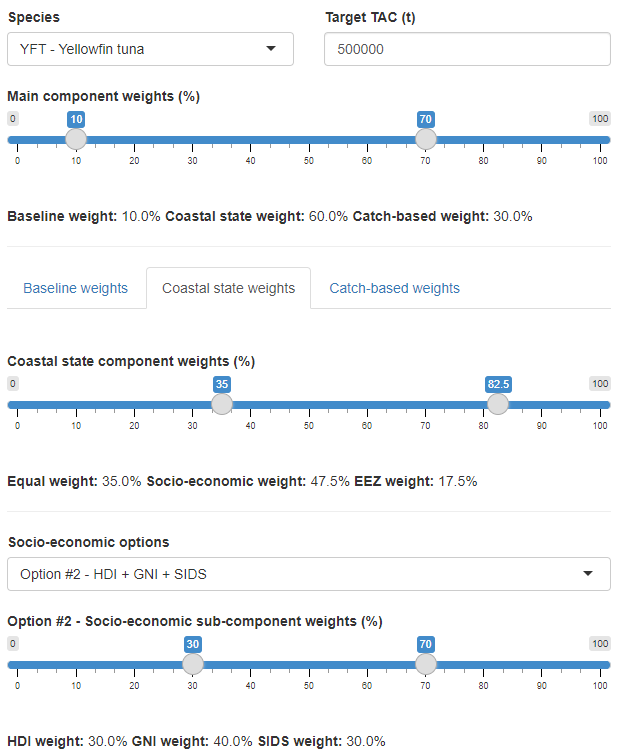 Species Target TAC (t)
YFT - Yellowfin tuna 500000
Main component weights (%)
0 10 70 100
0 10 20 30 40 50 60 70 80 90 100
Baseline weight: 10.0% Coastal state weight: 60.0% Catch-based weight: 30.0%
Baseline weights Coastal state weights Catch-based weights
Coastal state component weights (%)
0 35 82.5 100
0 10 20 30 40 50 60 70 80 90 100
Equal weight: 35.0% Socio-economic weight: 47.5% EEZ weight: 17.5%
Socio-economic options
Option #2 - HDI + GNI + SIDS
Option #2 - Socio-economic sub-component weights (%)
0 30 70 100
0 10 20 30 40 50 60 70 80 90 100
HDI weight: 30.0% GNI weight: 40.0% SIDS weight: 30.0%